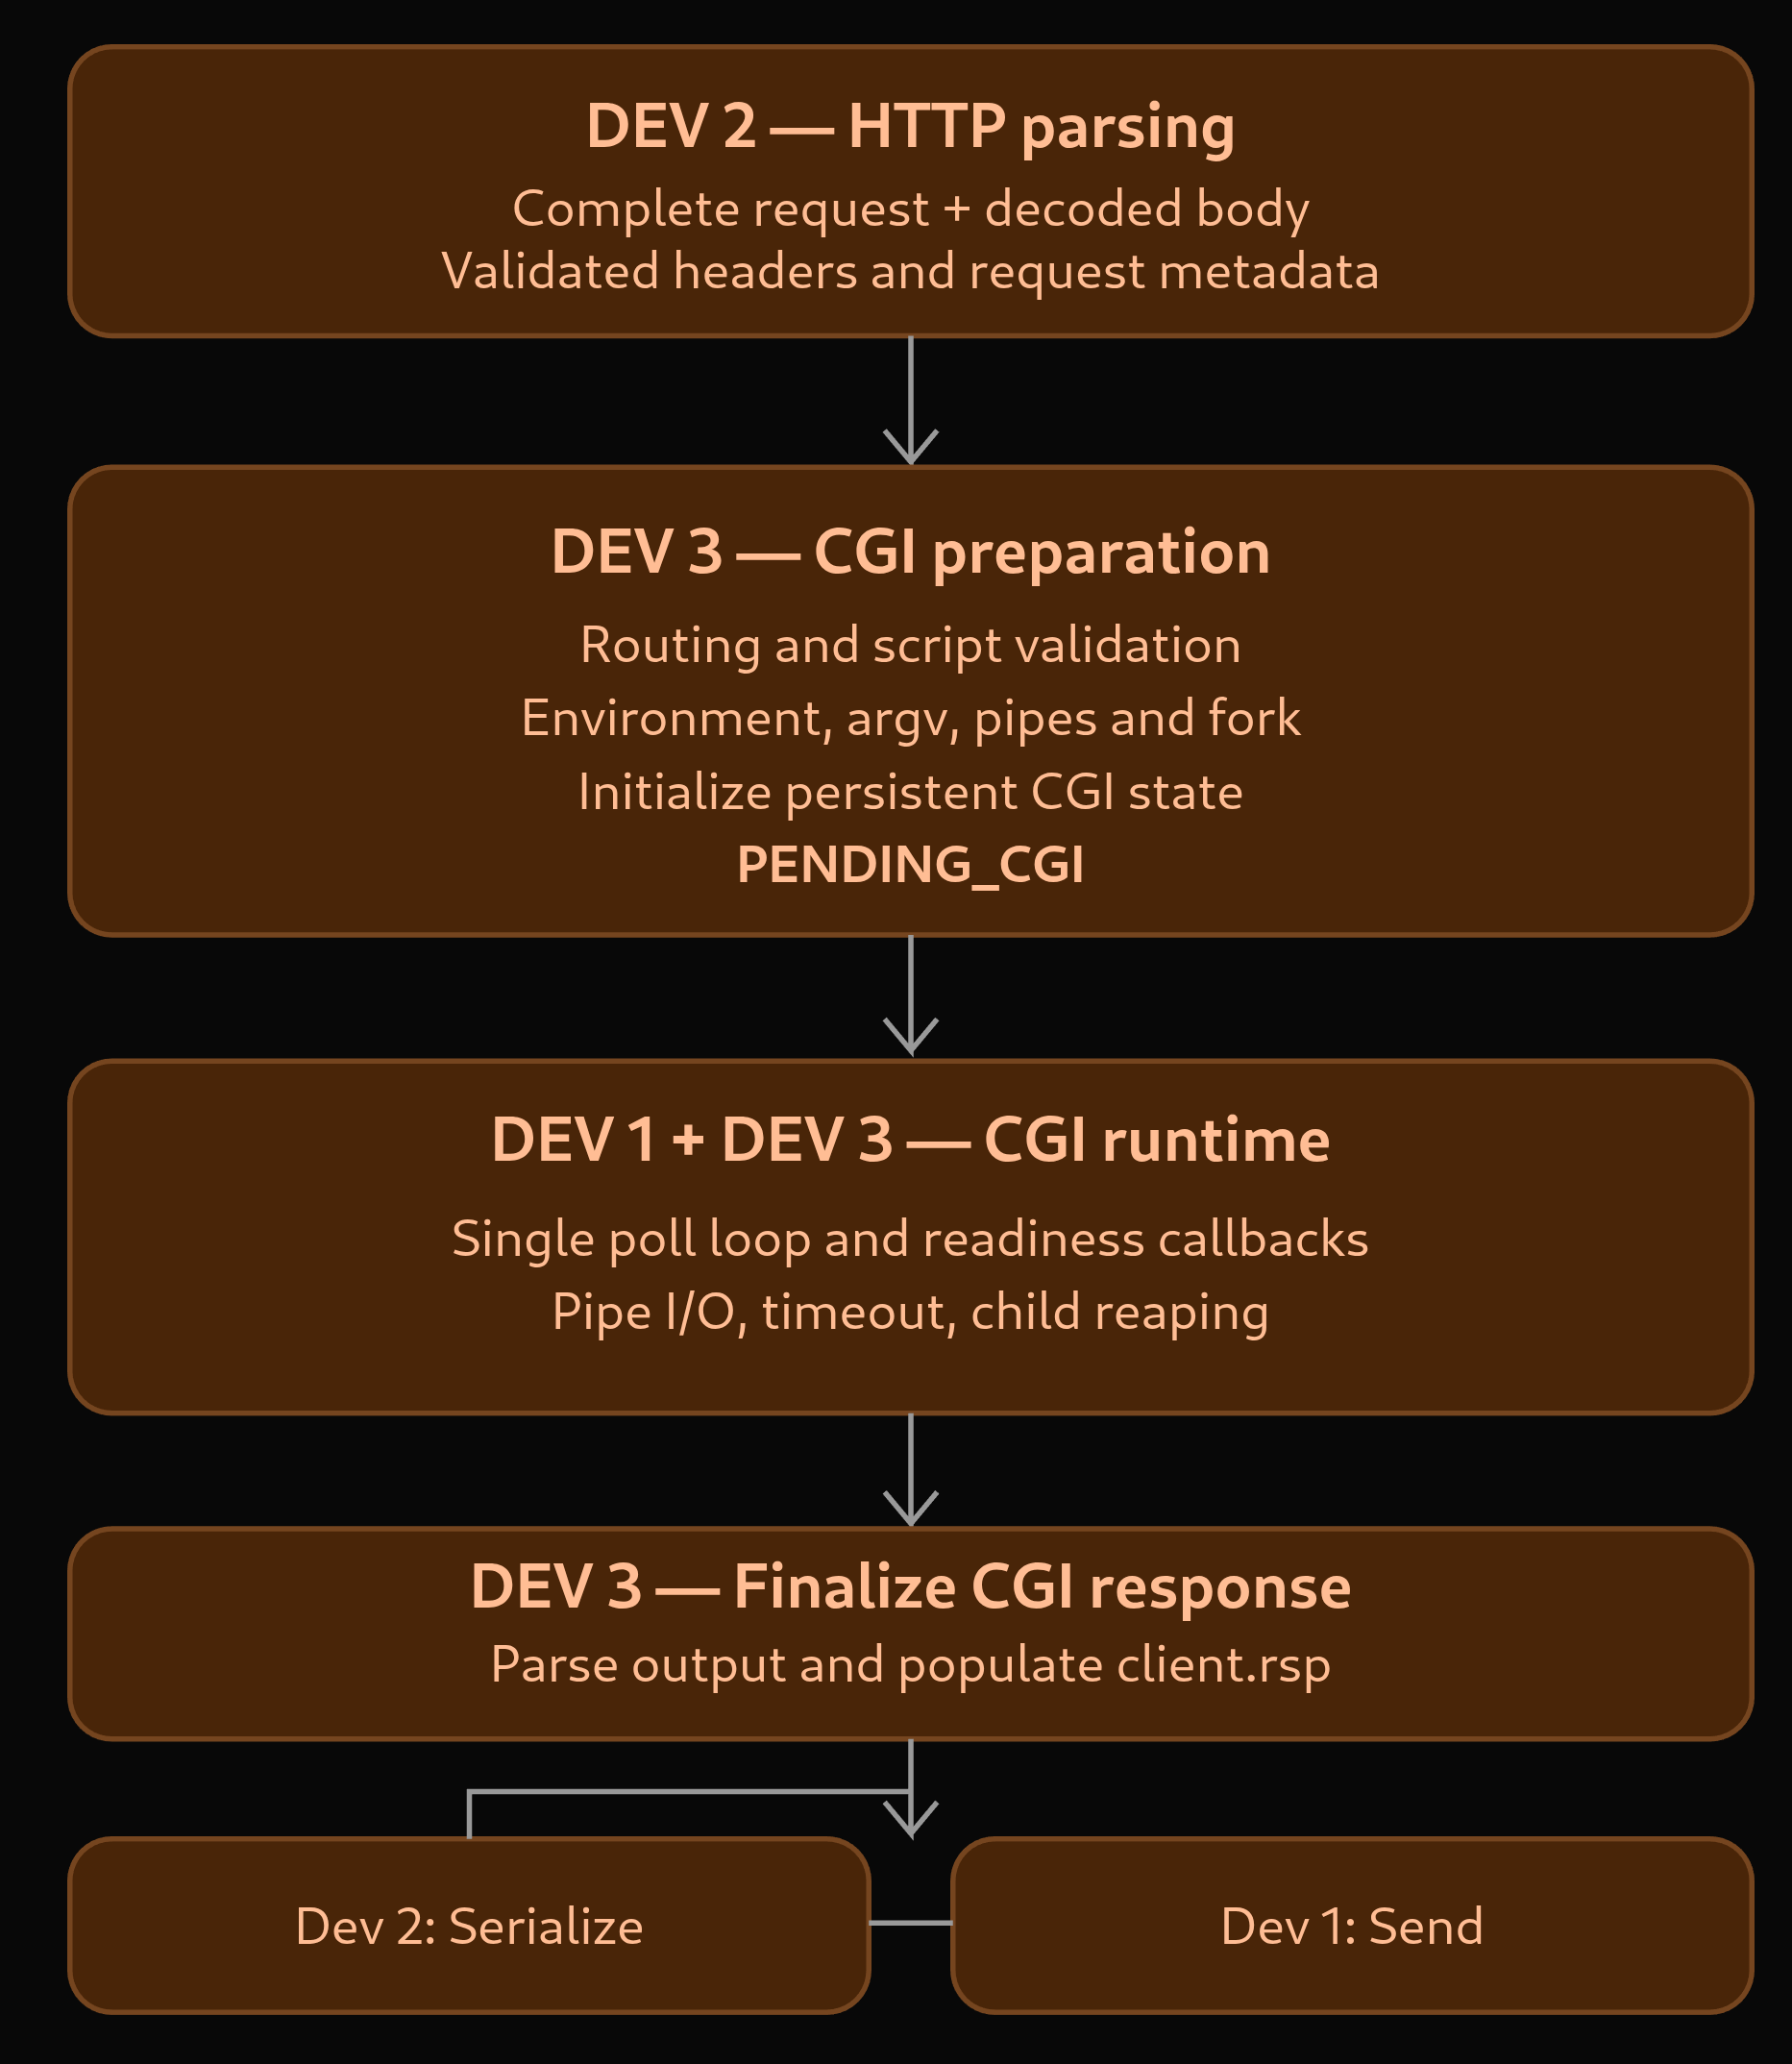 DEV 2 — HTTP parsing
Complete request + decoded body
Validated headers and request metadata
DEV 3 — CGI preparation
Routing and script validation
Environment, argv, pipes and fork
Initialize persistent CGI state
PENDING_CGI
DEV 1 + DEV 3 — CGI runtime
Single poll loop and readiness callbacks
Pipe I/O, timeout, child reaping
DEV 3 — Finalize CGI response
Parse output and populate client.rsp
Dev 2: Serialize
Dev 1: Send